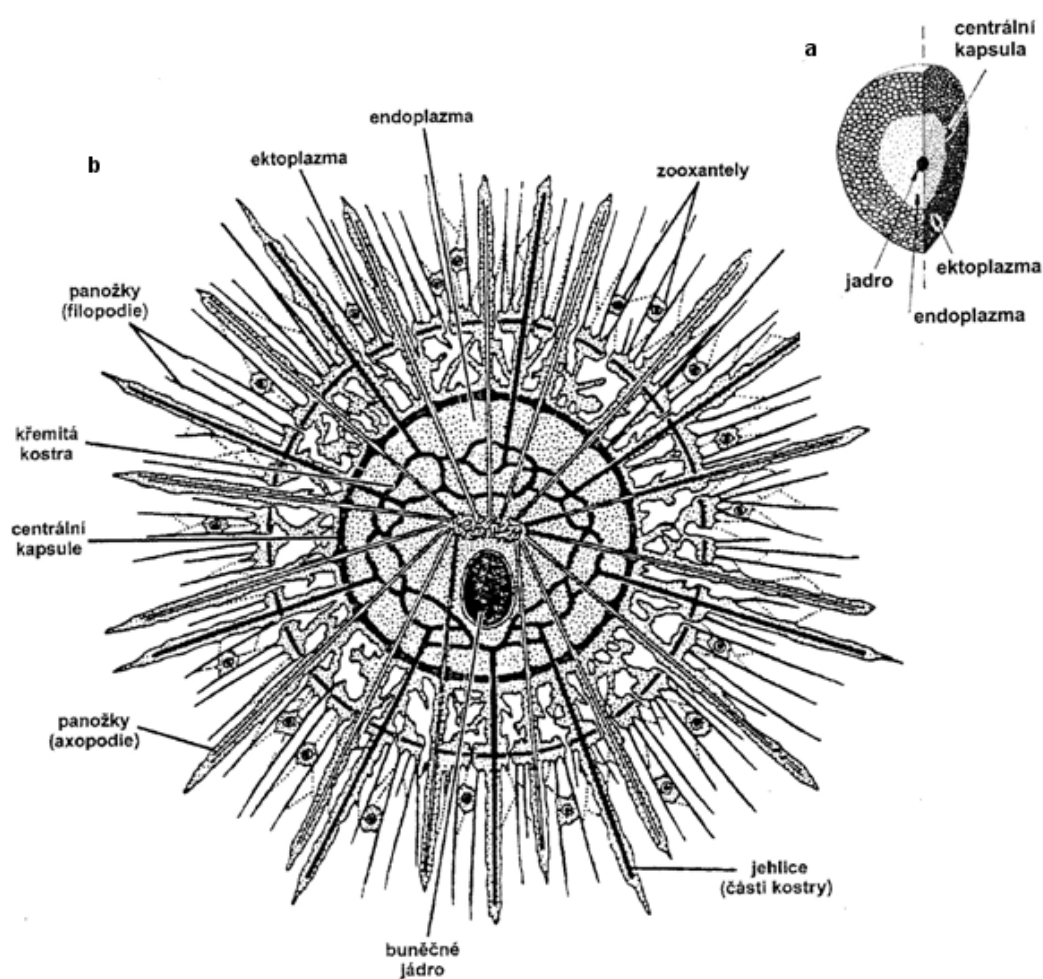 a
centrální
kapsula
jadro
ektoplazma
endoplazma
b
endoplazma
ektoplazma
zooxantely
panožky
(filopodie)
křemitá
kostra
centrální
kapsule
panožky
(axopodie)
jehlice
(části kostry)
buněčné
jádro